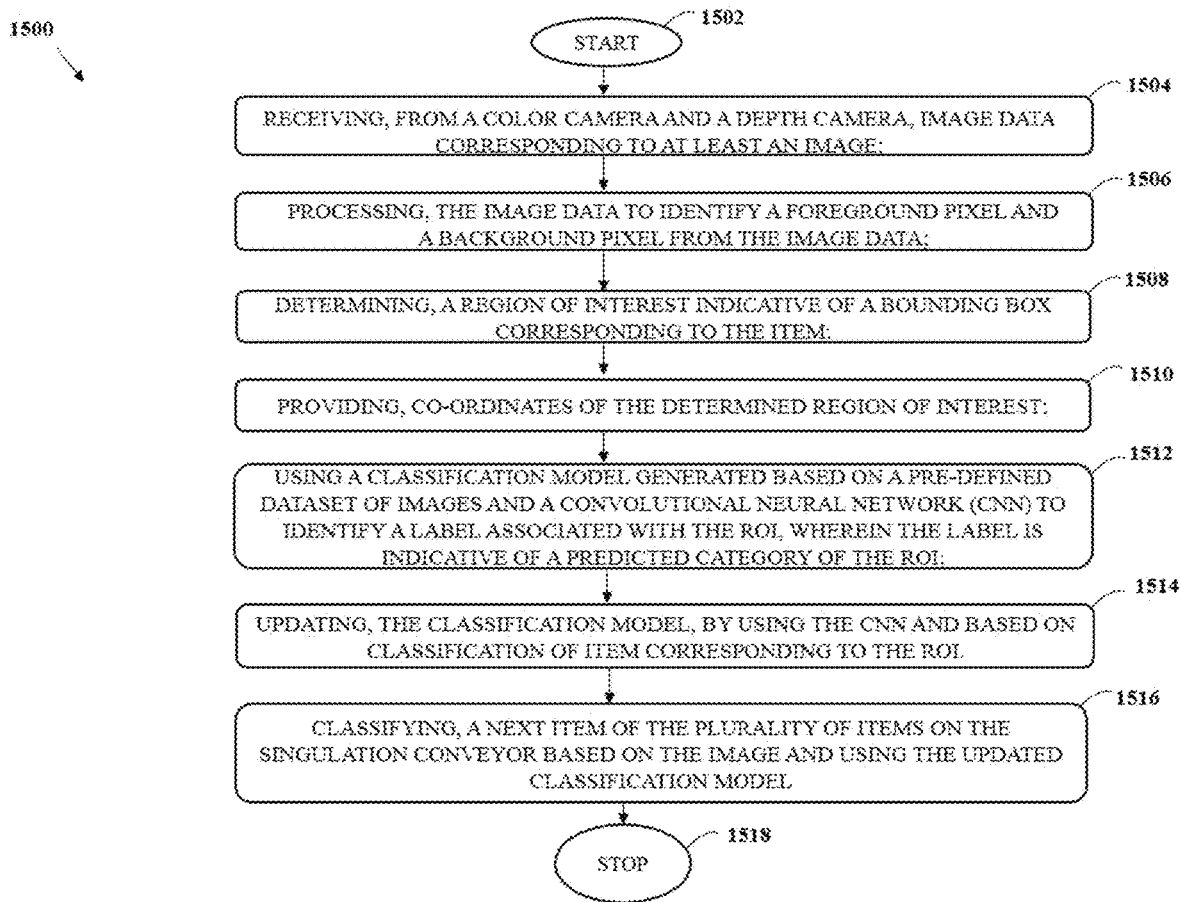 1500
1502
START
1504
RECEIVING, FROM A COLOR CAMERA AND A DEPTH CAMERA, IMAGE DATA
CORRESPONDING TO AT LEAST AN IMAGE;
1506
PROCESSING, THE IMAGE DATA TO IDENTIFY A FOREGROUND PIXEL AND
A BACKGROUND PIXEL FROM THE IMAGE DATA;
1508
DETERMINING, A REGION OF INTEREST INDICATIVE OF A BOUNDING BOX
CORRESPONDING TO THE ITEM;
1510
PROVIDING, CO-ORDINATES OF THE DETERMINED REGION OF INTEREST;
1512
USING A CLASSIFICATION MODEL GENERATED BASED ON A PRE-DEFINED
DATASET OF IMAGES AND A CONVOLUTIONAL NEURAL NETWORK (CNN) TO
IDENTIFY A LABEL ASSOCIATED WITH THE ROI, WHEREIN THE LABEL IS
INDICATIVE OF A PREDICTED CATEGORY OF THE ROI;
1514
UPDATING, THE CLASSIFICATION MODEL, BY USING THE CNN AND BASED ON
CLASSIFICATION OF ITEM CORRESPONDING TO THE ROI.
1516
CLASSIFYING, A NEXT ITEM OF THE PLURALITY OF ITEMS ON THE
SINGULATION CONVEYOR BASED ON THE IMAGE AND USING THE UPDATED
CLASSIFICATION MODEL
1518
STOP